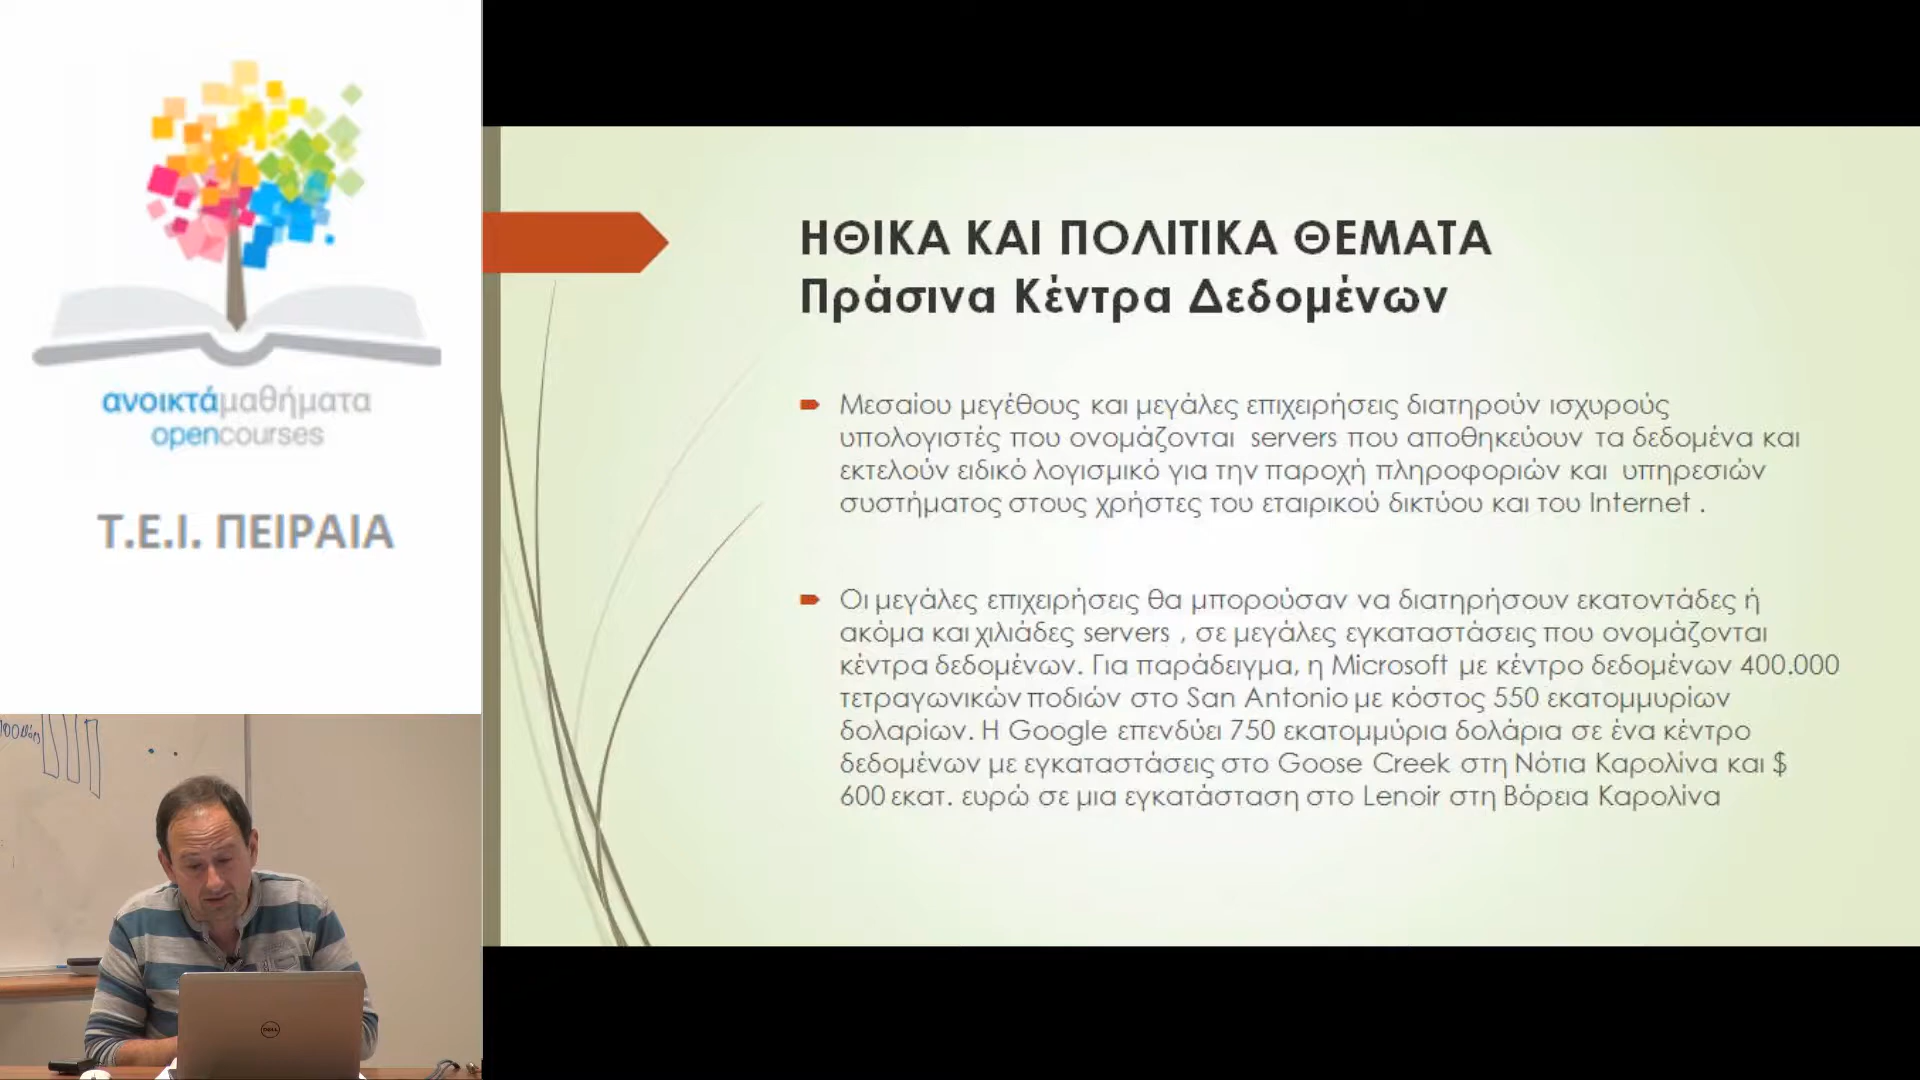 ανοικτάμαθήματα
opencourses
Τ.Ε.Ι. ΠΕΙΡΑΙΑ
ΗΘΙΚΑ ΚΑΙ ΠΟΛΙΤΙΚΑ ΘΕΜΑΤΑ
Πράσινα Κέντρα Δεδομένων
Μεσαίου μεγέθους και μεγάλες επιχειρήσεις διατηρούν ισχυρούς
υπολογιστές που ονομάζονται servers που αποθηκεύουν τα δεδομένα και
εκτελούν ειδικό λογισμικό για την παροχή πληροφοριών και υπηρεσιών
συστήματος στους χρήστες του εταιρικού δικτύου και του Internet .
Οι μεγάλες επιχειρήσεις θα μπορούσαν να διατηρήσουν εκατοντάδες ή
ακόμα και χιλιάδες servers , σε μεγάλες εγκαταστάσεις που ονομάζονται
κέντρα δεδομένων. Για παράδειγμα, η Microsoft με κέντρο δεδομένων 400.000
τετραγωνικών ποδιών στο San Antonio με κόστος 550 εκατομμυρίων
δολαρίων. Η Google επενδύει 750 εκατομμύρια δολάρια σε ένα κέντρο
δεδομένων με εγκαταστάσεις στο Goose Creek στη Νότια Καρολίνα και $
600 εκατ. ευρώ σε μια εγκατάσταση στο Lenoir στη Βόρεια Καρολίνα
DELL